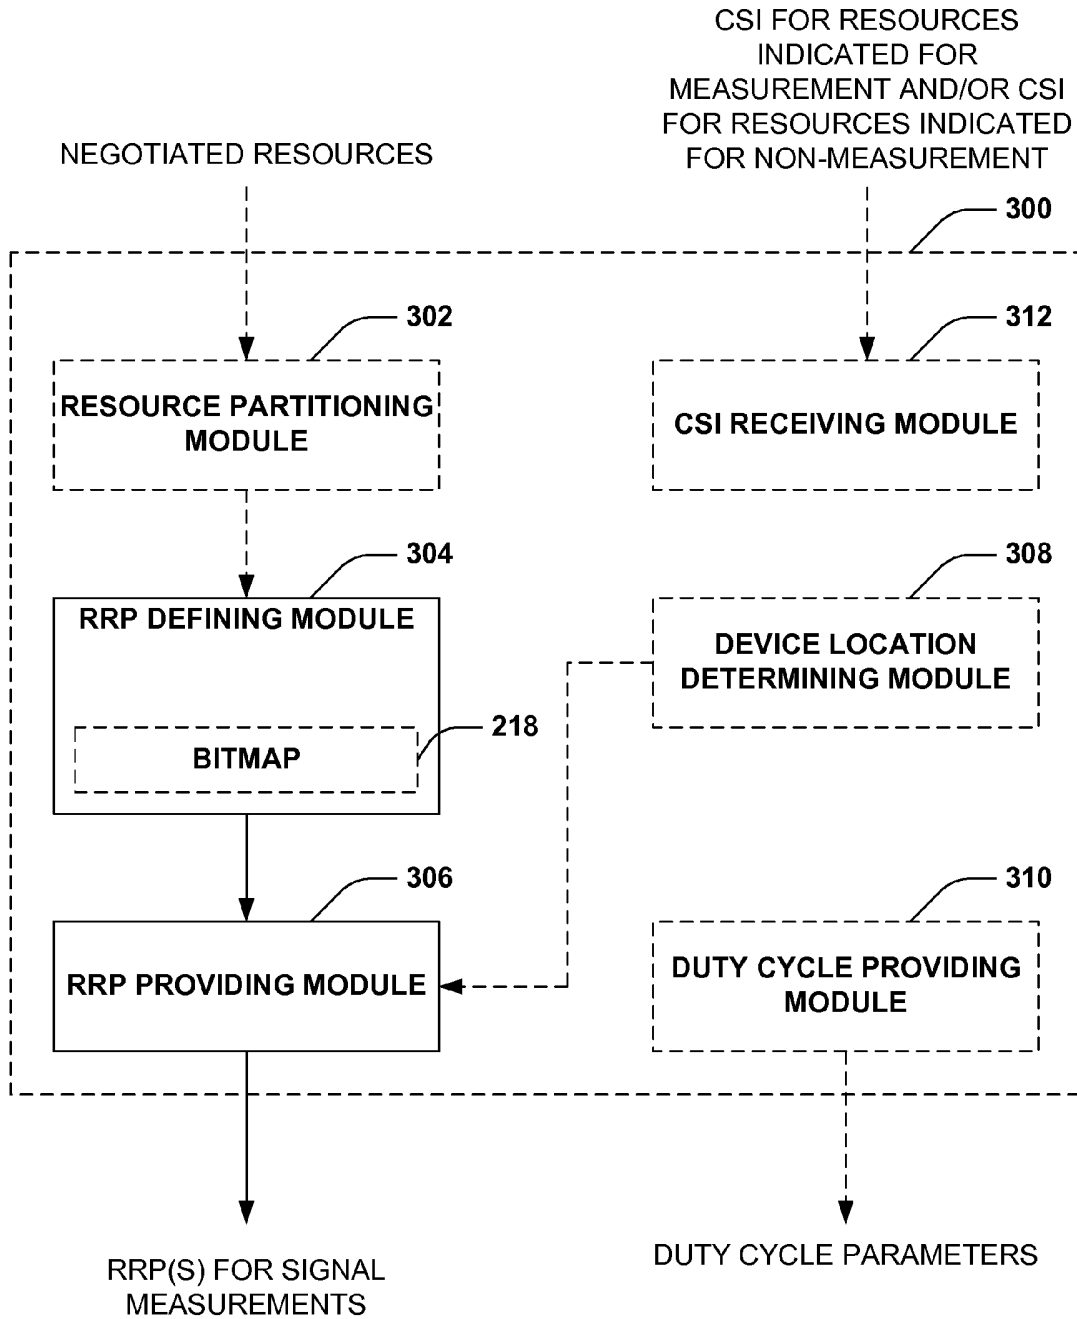 CSI FOR RESOURCES
INDICATED FOR
MEASUREMENT AND/OR CSI
FOR RESOURCES INDICATED
FOR NON-MEASUREMENT
NEGOTIATED RESOURCES
300
302
312
RESOURCE PARTITIONING
MODULE
CSI RECEIVING MODULE
304
308
RRP DEFINING MODULE
DEVICE LOCATION
DETERMINING MODULE
218
BITMAP
306
310
RRP PROVIDING MODULE
DUTY CYCLE PROVIDING
MODULE
RRP(S) FOR SIGNAL
MEASUREMENTS
DUTY CYCLE PARAMETERS